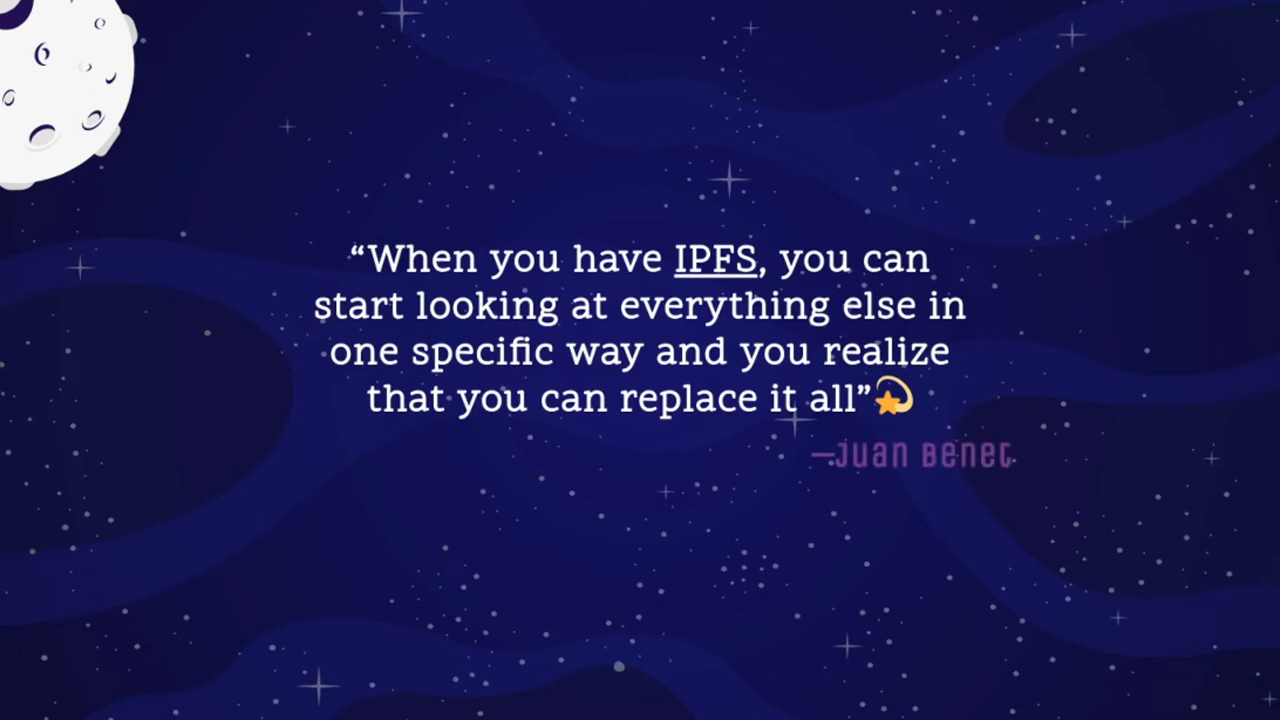 “When you have IPFS, you can
start looking at everything else in
one specific way and you realize
that you can replace it all”💫
—Juan Benet